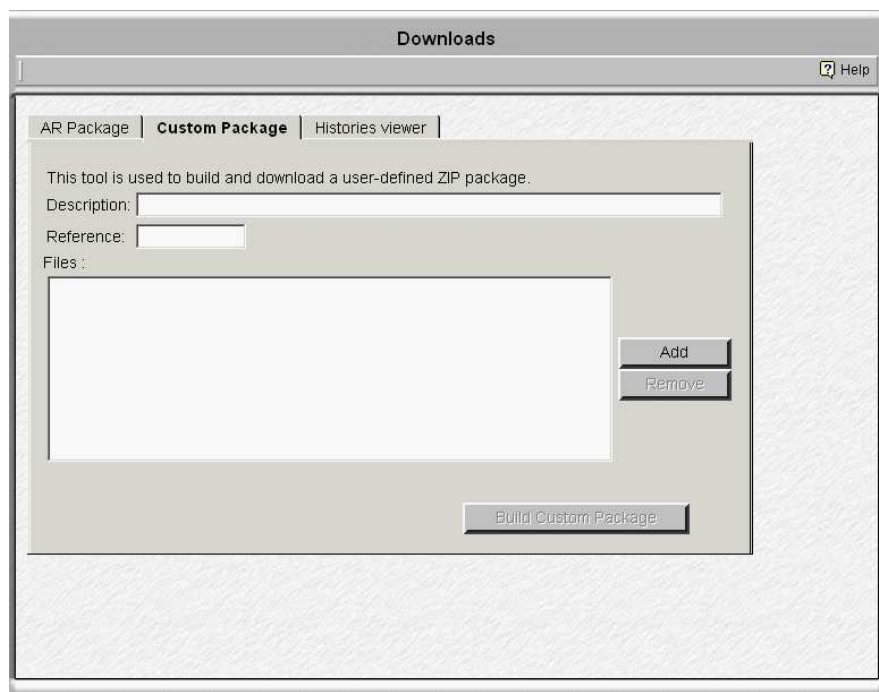 Downloads
Help
AR Package
Custom Package
Histories viewer
This tool is used to build and download a user-defined ZIP package.
Description:
Reference:
Files :
Add
Remove
Build Custom Package